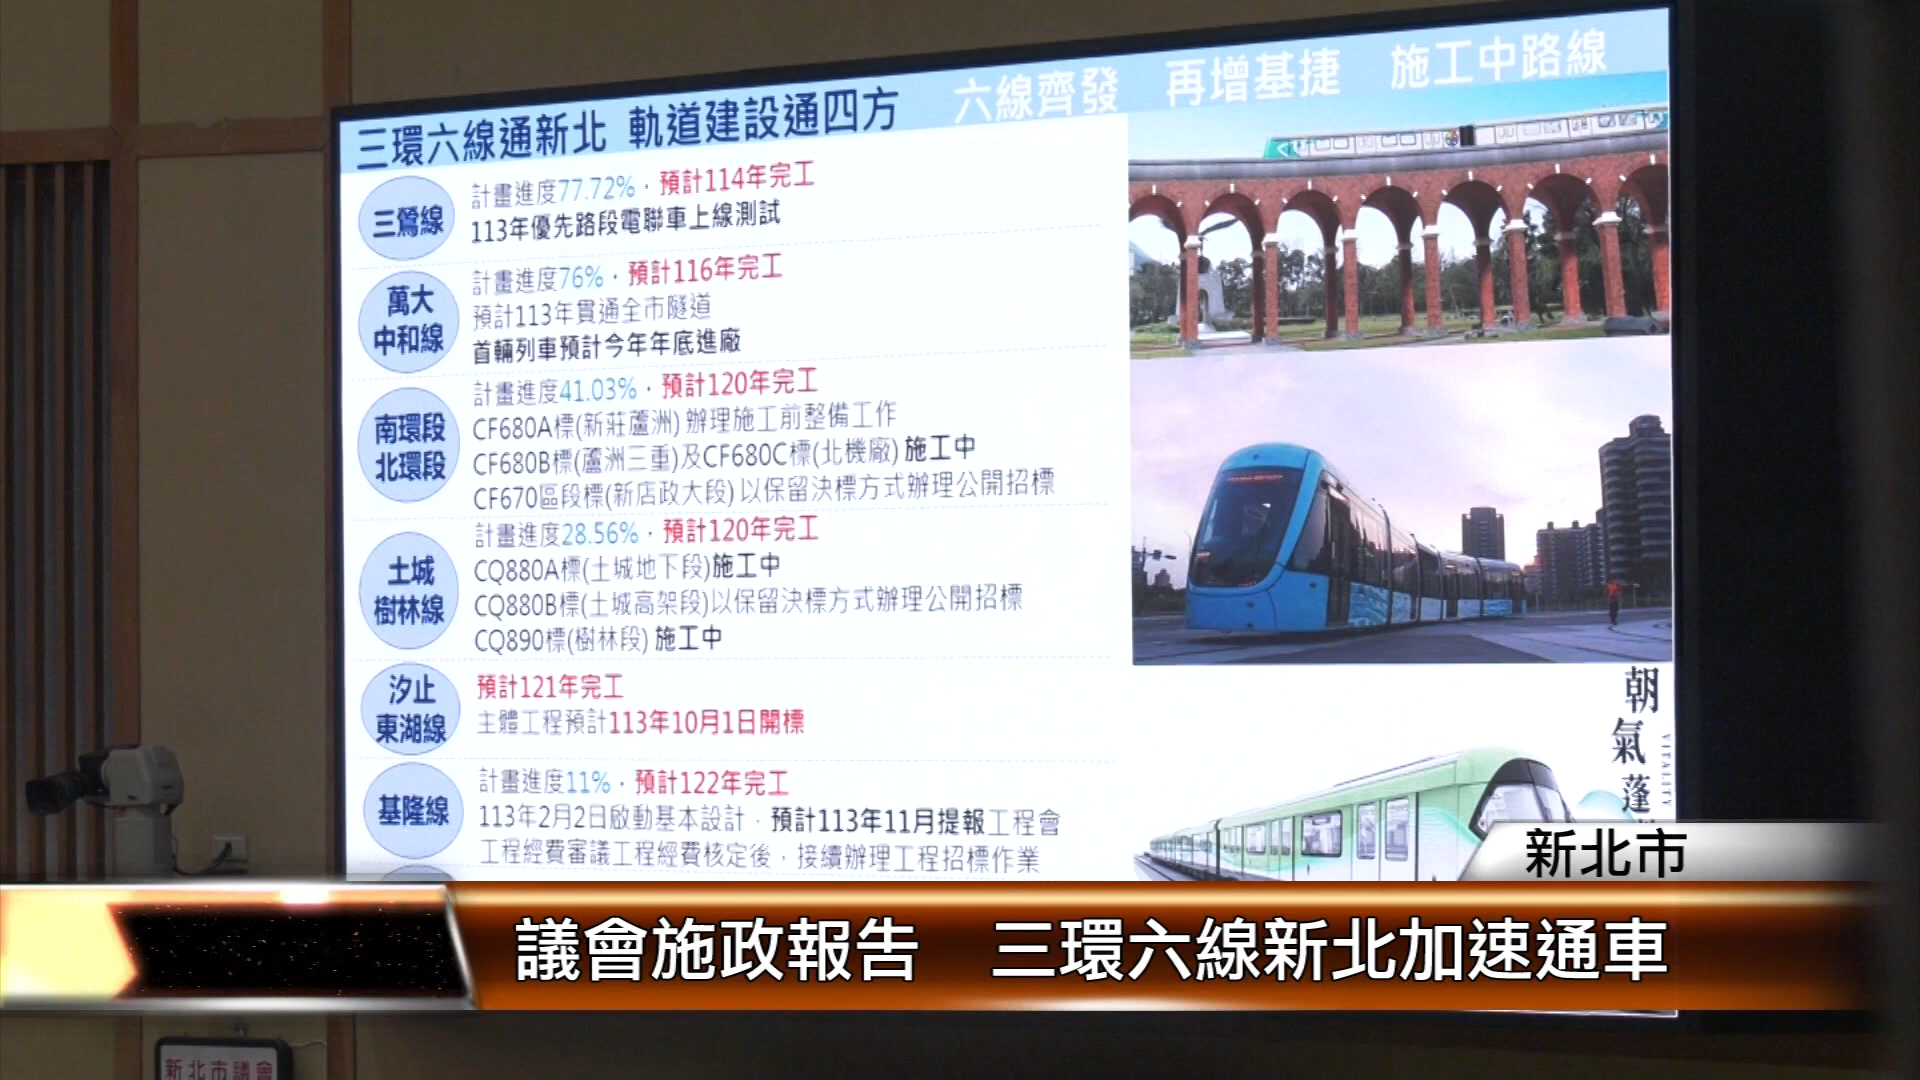 三環六線通新北 軌道建設通四方 六線齊發 再增基捷 施工中路線
三鶯線
計畫進度77.72%，預計114年完工
113年優先路段電聯車上線測試
萬大
中和線
計畫進度76%，預計116年完工
預計113年貫通全市隧道
首輛列車預計今年年底進廠
南環段
北環段
計畫進度41.03%，預計120年完工
CF680A標(新莊蘆洲)辦理施工前整備工作
CF680B標(蘆洲三重)及CF680C標(北機廠)施工中
CF670區段標(新店政大段)以保留決標方式辦理公開招標
土城
樹林線
計畫進度28.56%，預計120年完工
CQ880A標(土城地下段)施工中
CQ880B標(土城高架段)以保留決標方式辦理公開招標
CQ890標(樹林段)施工中
汐止
東湖線
預計121年完工
主體工程預計113年10月1日開標
基隆線
計畫進度11%，預計122年完工
113年2月2日啟動基本設計，預計113年11月提報工程會
工程經費審議工程經費核定後，接續辦理工程招標作業
朝氣蓬
VITALITY
新北市
議會施政報告 三環六線新北加速通車
新北市議會